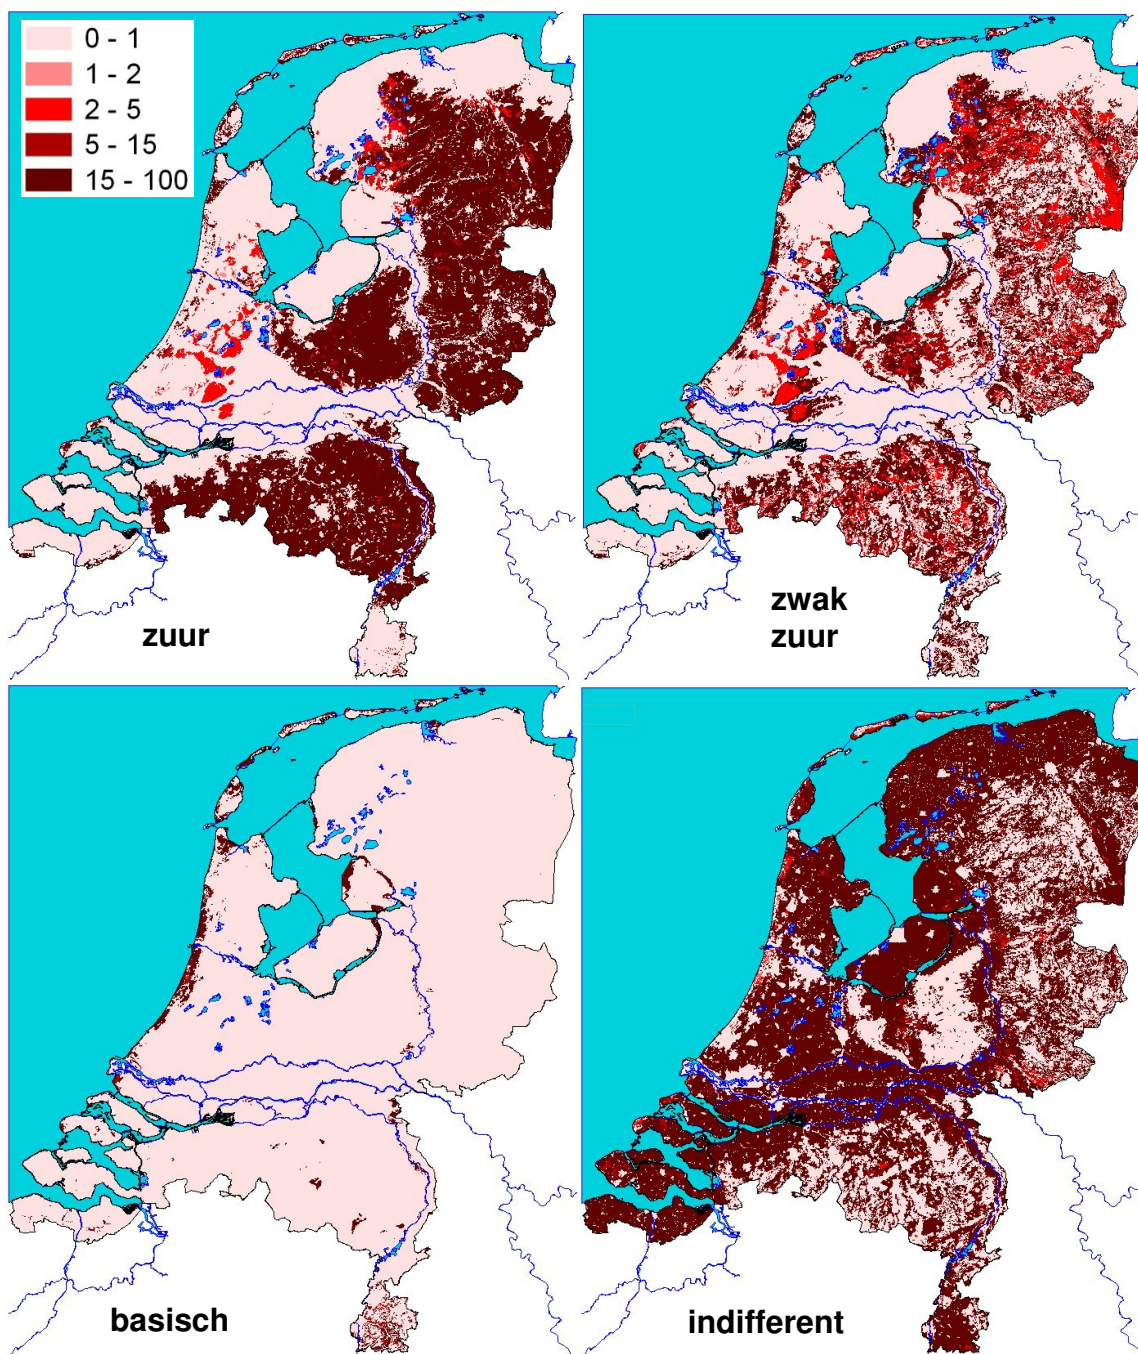 0 - 1
1 - 2
2 - 5
5 - 15
15 - 100
zuur
zwak
zuur
basisch
indifferent